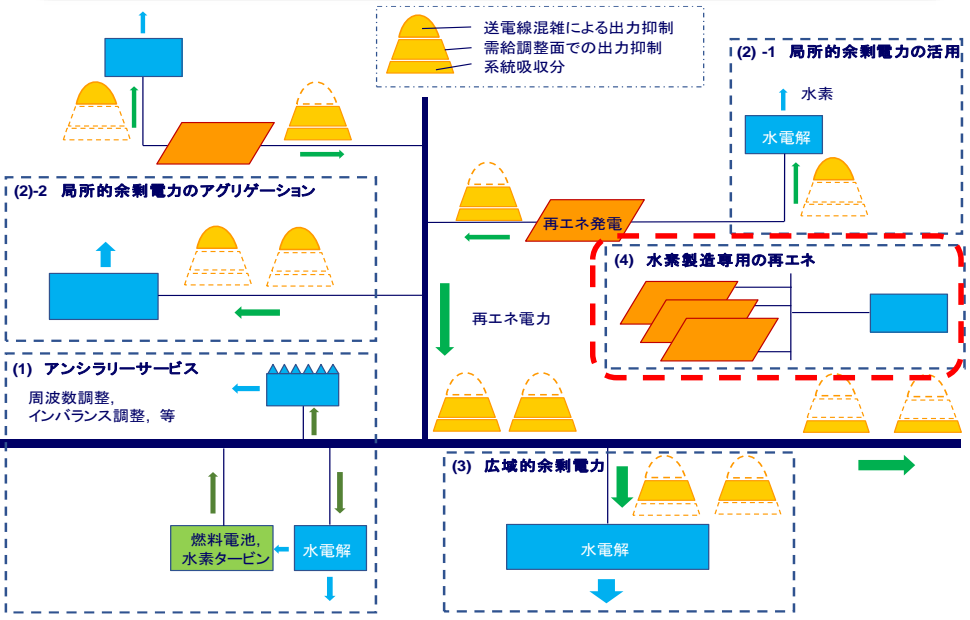 送電線混雑による出力抑制
需給調整面での出力抑制
系統吸収分
(2) -1 局所的余剰電力の活用
水素
水電解
(2)-2 局所的余剰電力のアグリゲーション
再エネ発電
(4) 水素製造専用の再エネ
再エネ電力
(1) アンシラリーサービス
周波数調整,
インバランス調整, 等
(3) 広域的余剰電力
燃料電池,
水素タービン
水電解
水電解